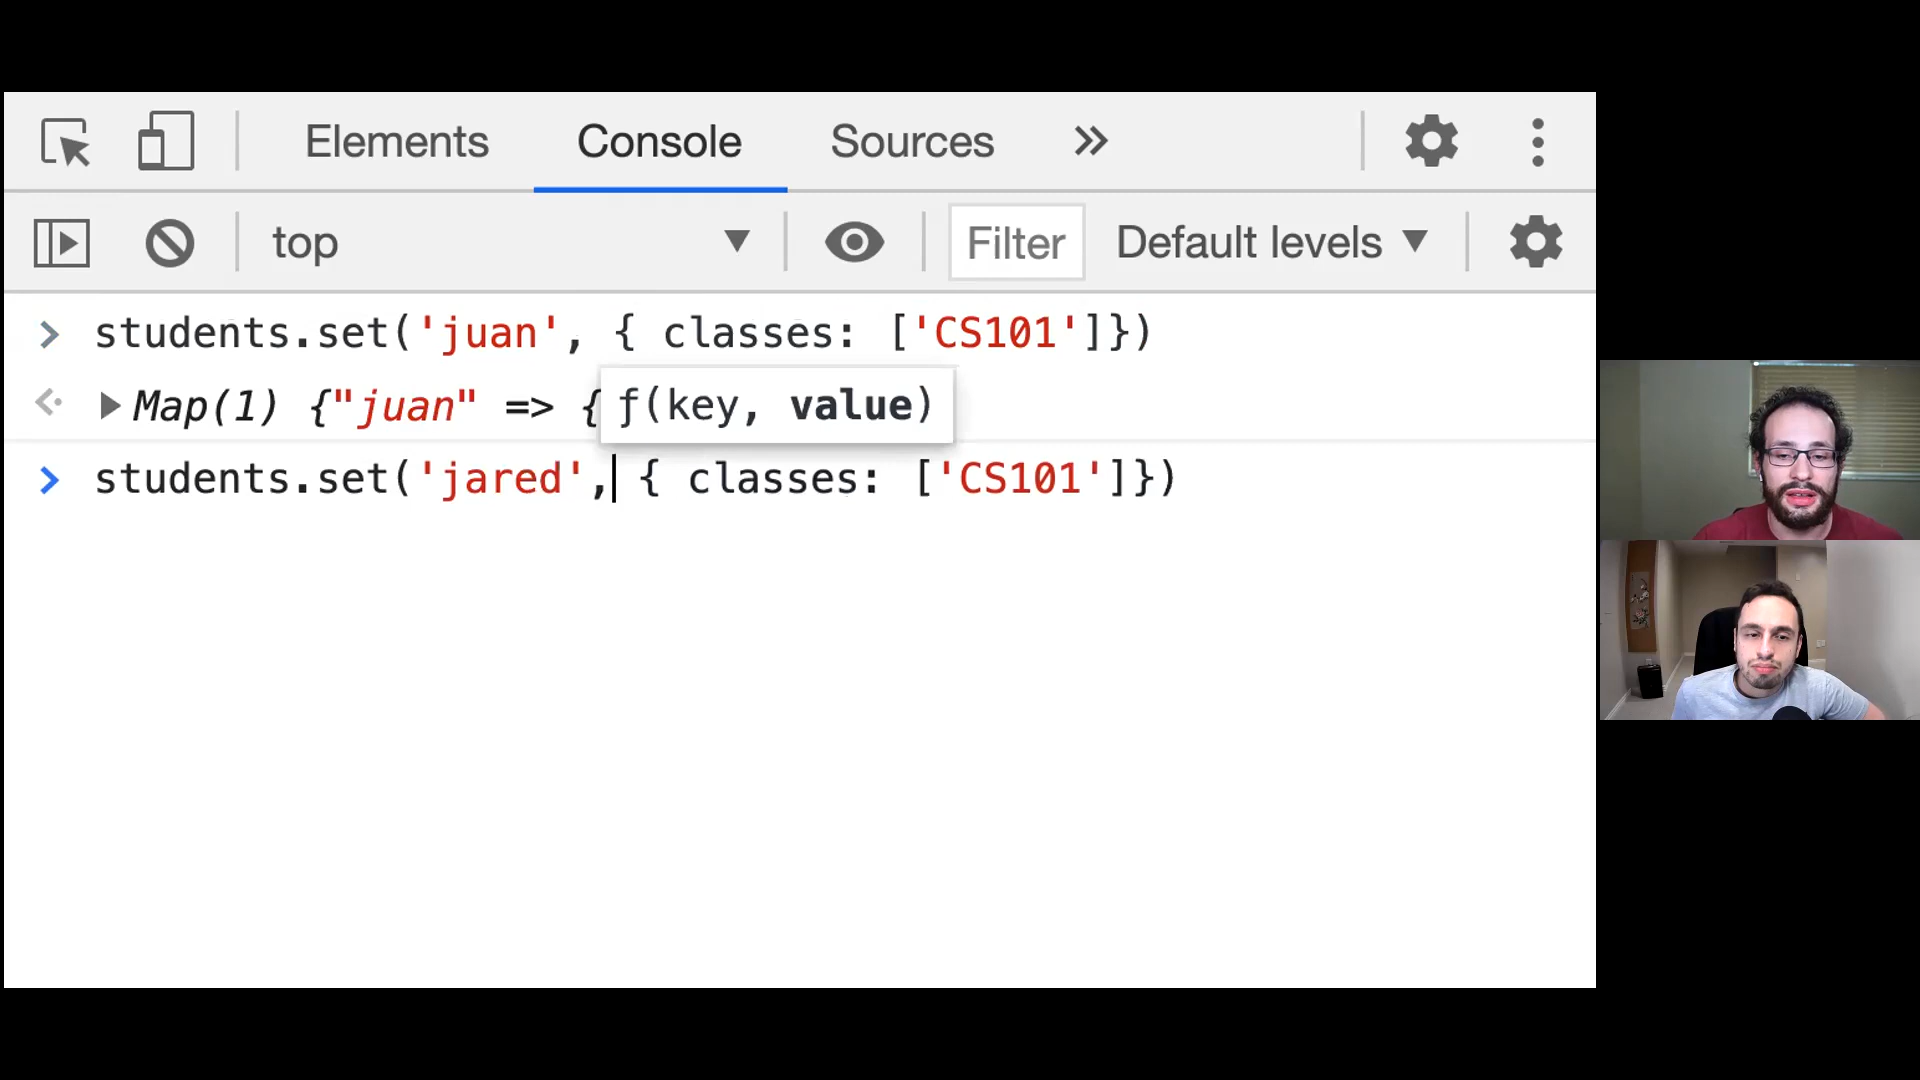 Elements Console Sources »
top Filter Default levels
> students.set('juan', { classes: ['CS101']})
Map(1) {"juan" => {
ƒ(key, value)
> students.set('jared', { classes: ['CS101']})